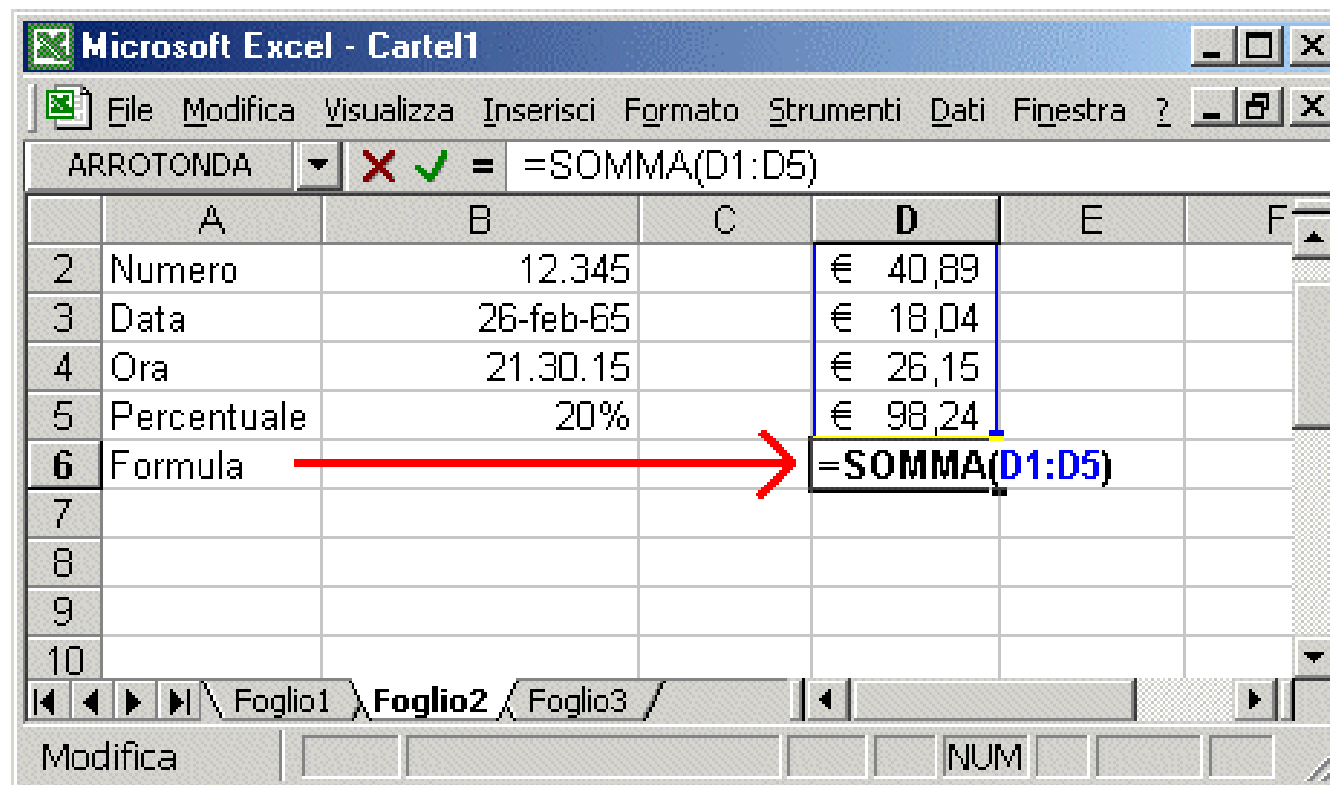 Microsoft Excel - Cartel1
File Modifica Visualizza Inserisci Formato Strumenti Dati Finestra ?
ARROTONDA = =SOMMA(D1:D5)
A B C D E F
2 Numero 12.345 € 40,89
3 Data 26-feb-65 € 18,04
4 Ora 21.30.15 € 26,15
5 Percentuale 20% € 98,24
6 Formula =SOMMA(D1:D5)
7
8
9
10
Foglio1 Foglio2 Foglio3
Modifica NUM